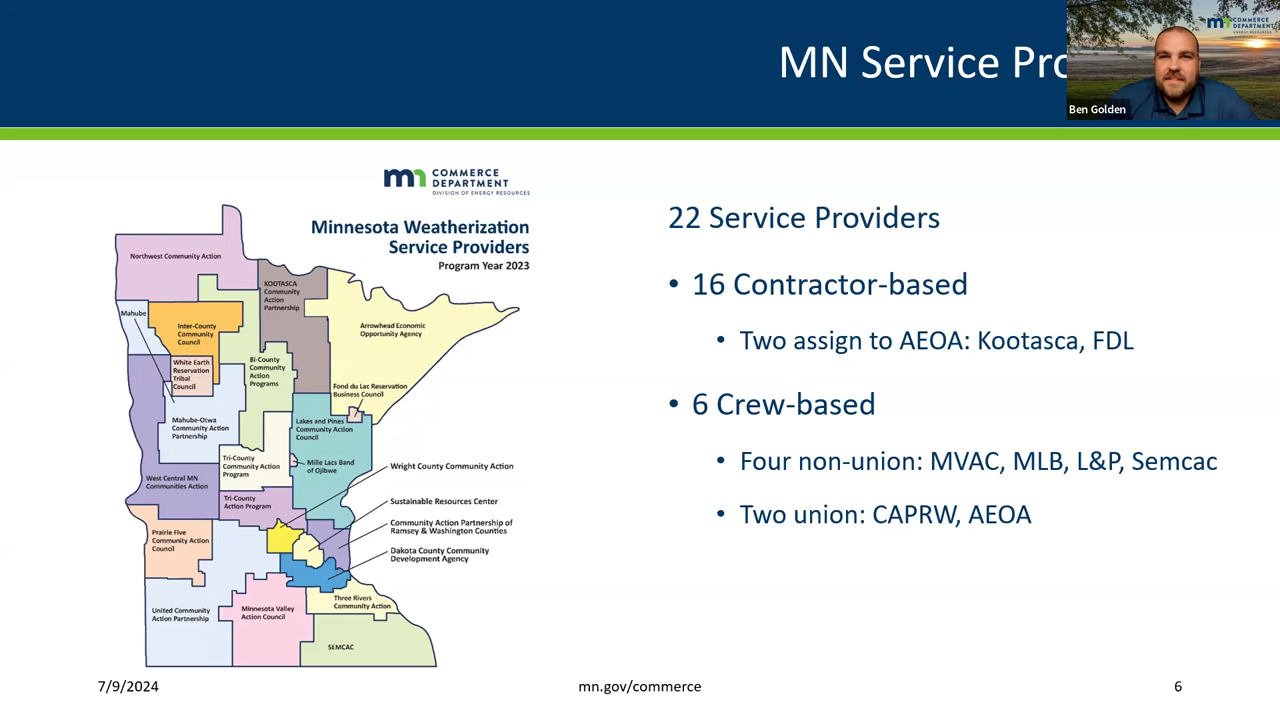 MN Service Pro
mn COMMERCE
DEPARTMENT
ENERGY RESOURCES
Ben Golden
mn COMMERCE
DEPARTMENT
DIVISION OF ENERGY RESOURCES
Minnesota Weatherization
Service Providers
Program Year 2023
Northwest Community Action
KOOTASCA
Community
Action
Partnership
Mahube
Inter-County
Community
Council
Arrowhead Economic
Opportunity Agency
White Earth
Reservation
Tribal
Council
Bi-County
Community
Action
Programs
Fond du Lac Reservation
Business Council
Mahube-Otwa
Community Action
Partnership
Lakes and Pines
Community Action
Council
Tri-County
Community Action
Program
Mille Lacs Band
of Ojibwe
Wright County Community Action
West Central MN
Communities Action
Tri-County
Action Program
Sustainable Resources Center
Community Action Partnership of
Ramsey & Washington Counties
Prairie Five
Community Action
Council
Dakota County Community
Development Agency
Three Rivers
Community Action
United Community
Action Partnership
Minnesota Valley
Action Council
SEMCAC
22 Service Providers
• 16 Contractor-based
• Two assign to AEOA: Kootasca, FDL
• 6 Crew-based
• Four non-union: MVAC, MLB, L&P, Semcac
• Two union: CAPRW, AEOA
7/9/2024
mn.gov/commerce
6